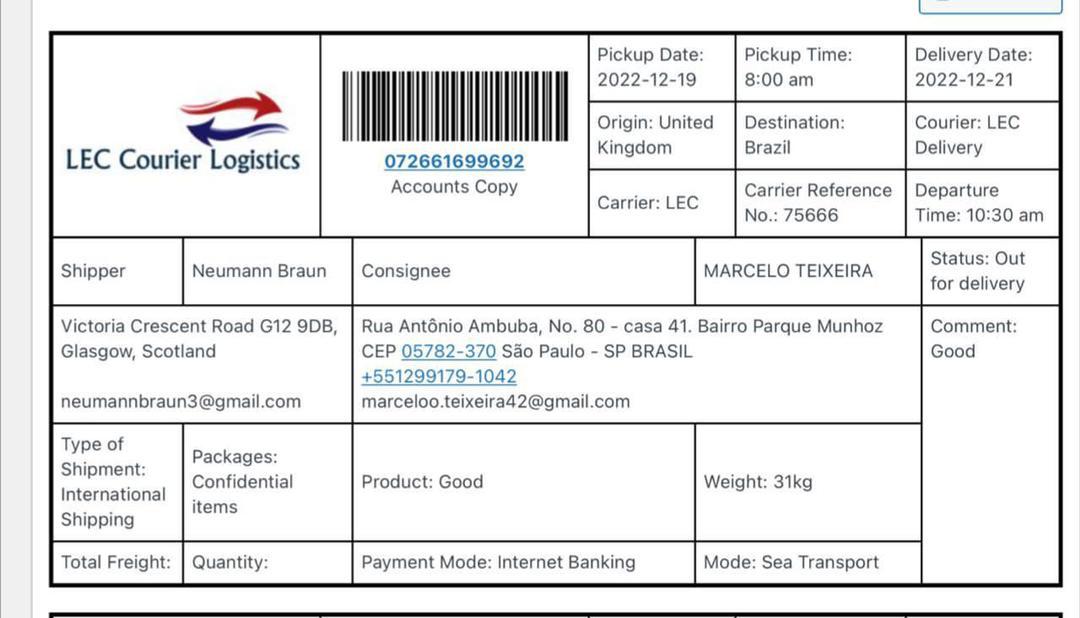 LEC Courier Logistics
072661699692
Accounts Copy
Pickup Date:
2022-12-19
Pickup Time:
8:00 am
Delivery Date:
2022-12-21
Origin: United
Kingdom
Destination:
Brazil
Courier: LEC
Delivery
Carrier: LEC
Carrier Reference
No.: 75666
Departure
Time: 10:30 am
Shipper
Neumann Braun
Consignee
MARCELO TEIXEIRA
Status: Out
for delivery
Victoria Crescent Road G12 9DB,
Glasgow, Scotland
neumannbraun3@gmail.com
Rua Antônio Ambuba, No. 80 - casa 41. Bairro Parque Munhoz
CEP 05782-370 São Paulo - SP BRASIL
+551299179-1042
marceloo.teixeira42@gmail.com
Comment:
Good
Type of
Shipment:
International
Shipping
Packages:
Confidential
items
Product: Good
Weight: 31kg
Total Freight:
Quantity:
Payment Mode: Internet Banking
Mode: Sea Transport